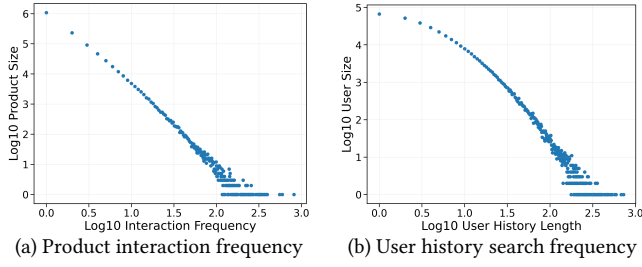 6
5
4
3
2
1
0
Log10 Product Size
0.0 0.5 1.0 1.5 2.0 2.5 3.0
Log10 Interaction Frequency
(a) Product interaction frequency
5
4
3
2
1
0
Log10 User Size
0.0 0.5 1.0 1.5 2.0 2.5 3.0
Log10 User History Length
(b) User history search frequency